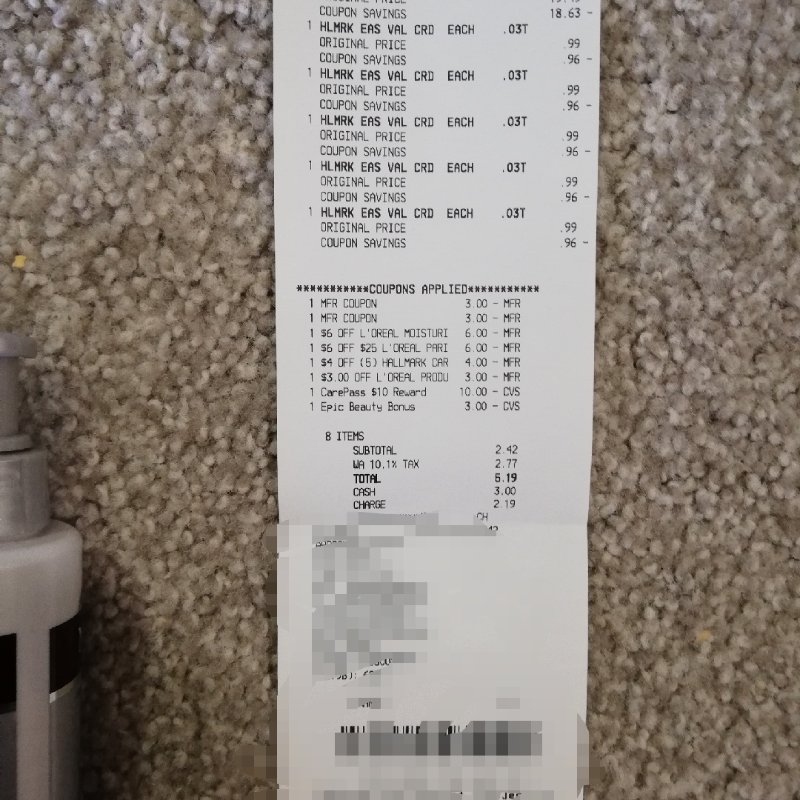 COUPON SAVINGS 18.63 -
1 HLMRK EAS VAL CRD EACH .03T
ORIGINAL PRICE .99
COUPON SAVINGS .96 -
1 HLMRK EAS VAL CRD EACH .03T
ORIGINAL PRICE .99
COUPON SAVINGS .96 -
1 HLMRK EAS VAL CRD EACH .03T
ORIGINAL PRICE .99
COUPON SAVINGS .96 -
1 HLMRK EAS VAL CRD EACH .03T
ORIGINAL PRICE .99
COUPON SAVINGS .96 -
1 HLMRK EAS VAL CRD EACH .03T
ORIGINAL PRICE .99
COUPON SAVINGS .96 -
***********COUPONS APPLIED***********
1 MFR COUPON 3.00 - MFR
1 MFR COUPON 3.00 - MFR
1 $6 OFF L'OREAL MOISTURI 6.00 - MFR
1 $6 OFF $25 L'OREAL PARI 6.00 - MFR
1 $4 OFF (5) HALLMARK CAR 4.00 - MFR
1 $3.00 OFF L'OREAL PRODU 3.00 - MFR
1 CarePass $10 Reward 10.00 - CVS
1 Epic Beauty Bonus 3.00 - CVS
8 ITEMS
SUBTOTAL 2.42
WA 10.1% TAX 2.77
TOTAL 5.19
CASH 3.00
CHARGE 2.19
CH